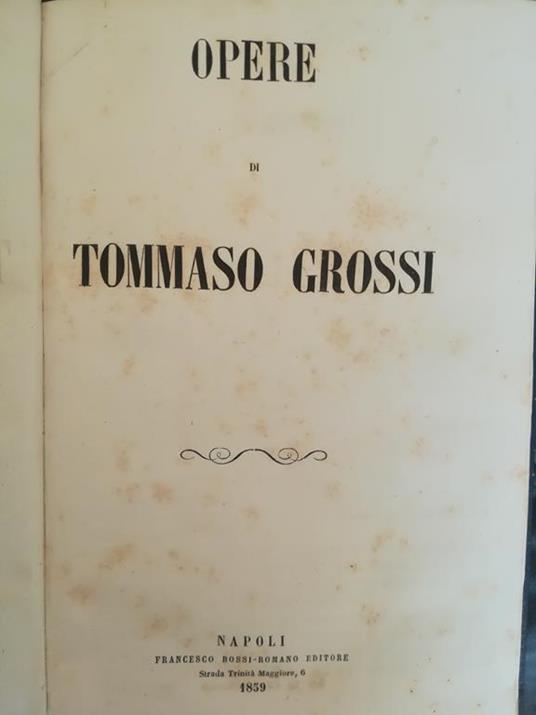 OPERE
DI
TOMMASO GROSSI
NAPOLI
FRANCESCO ROSSI-ROMANO EDITORE
Strada Trinità Maggiore, 6
1859